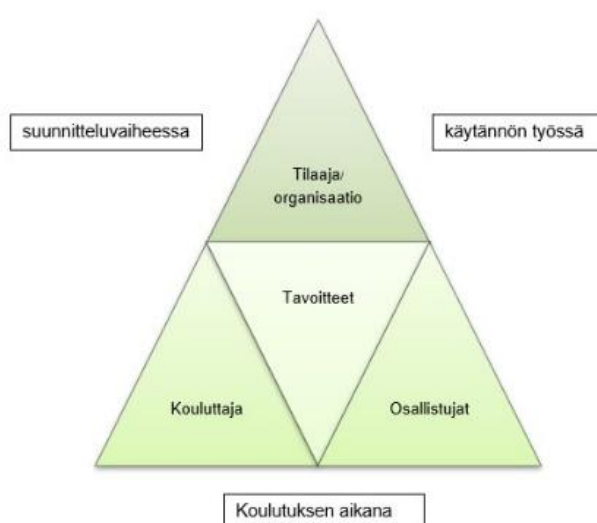 suunnitteluvaiheessa
käytännön työssä
Tilaaja/
organisaatio
Tavoitteet
Kouluttaja
Osallistujat
Koulutuksen aikana